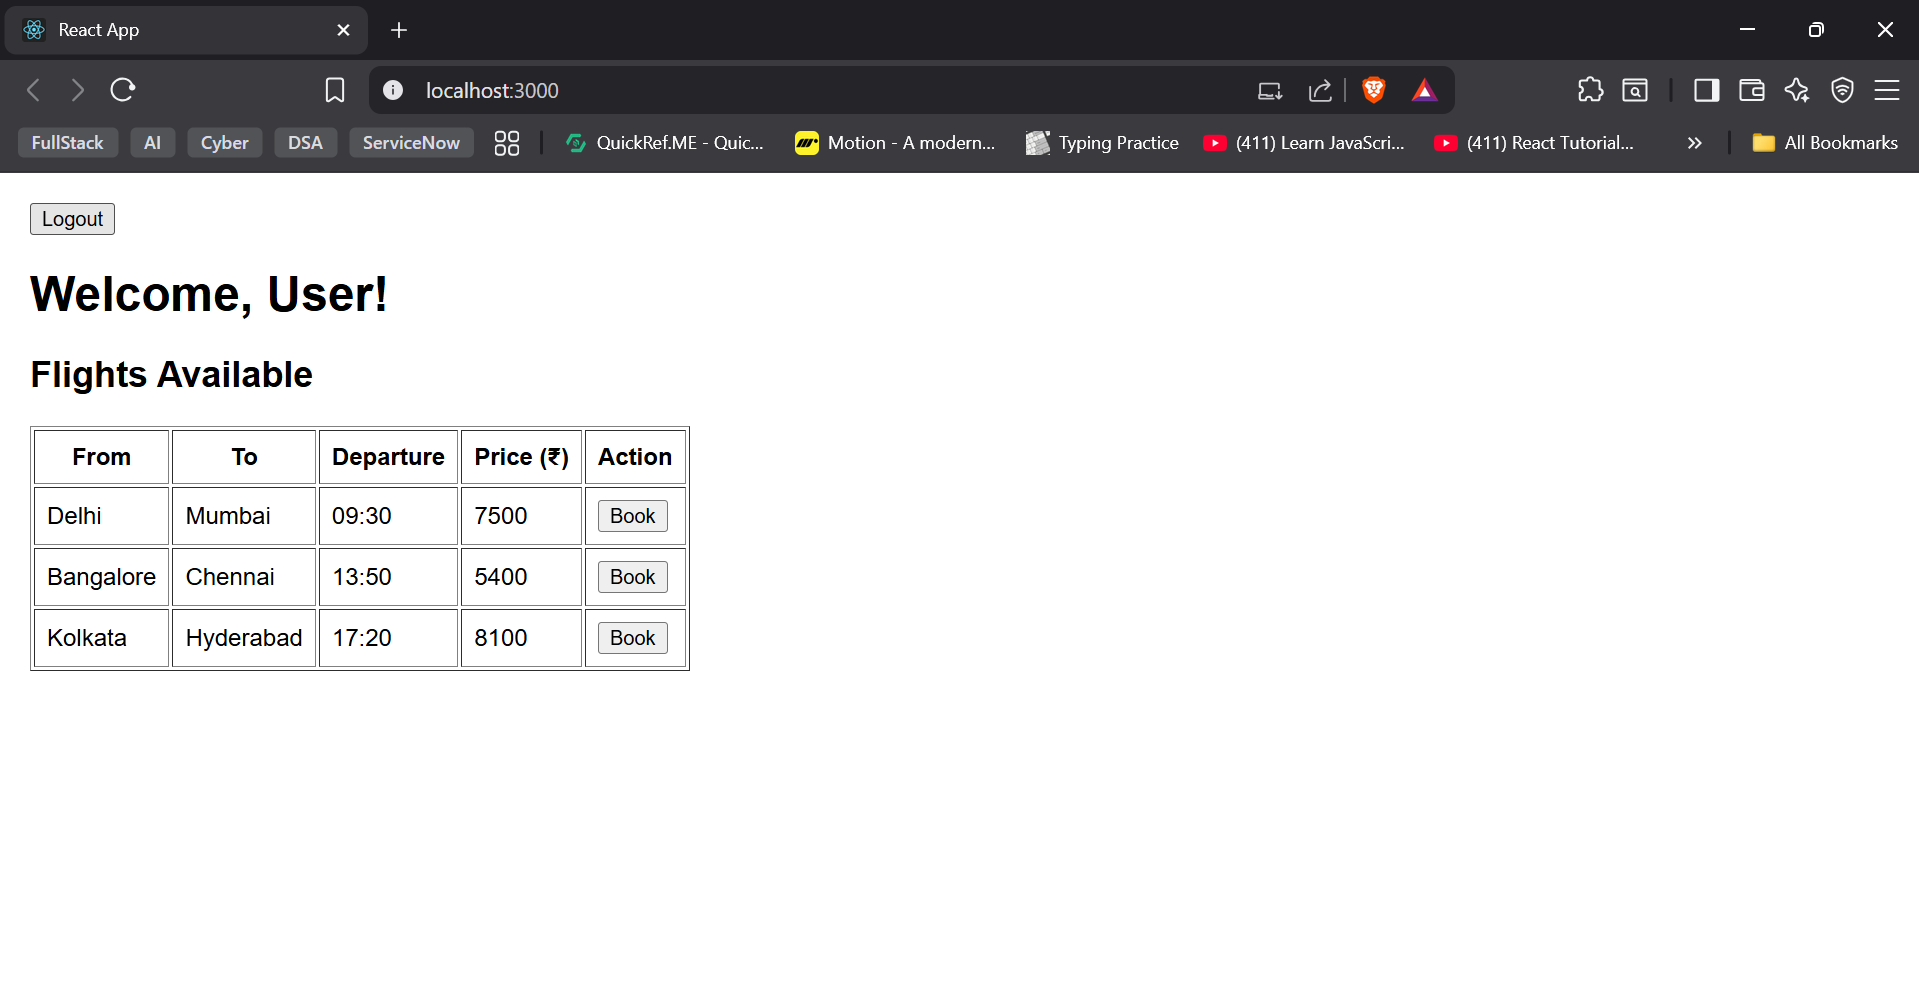 React App
localhost:3000
FullStack AI Cyber DSA ServiceNow QuickRef.ME - Quic... Motion - A modern... Typing Practice (411) Learn JavaScri... (411) React Tutorial... » All Bookmarks
Logout
Welcome, User!
Flights Available
From To Departure Price (₹) Action
Delhi Mumbai 09:30 7500 Book
Bangalore Chennai 13:50 5400 Book
Kolkata Hyderabad 17:20 8100 Book